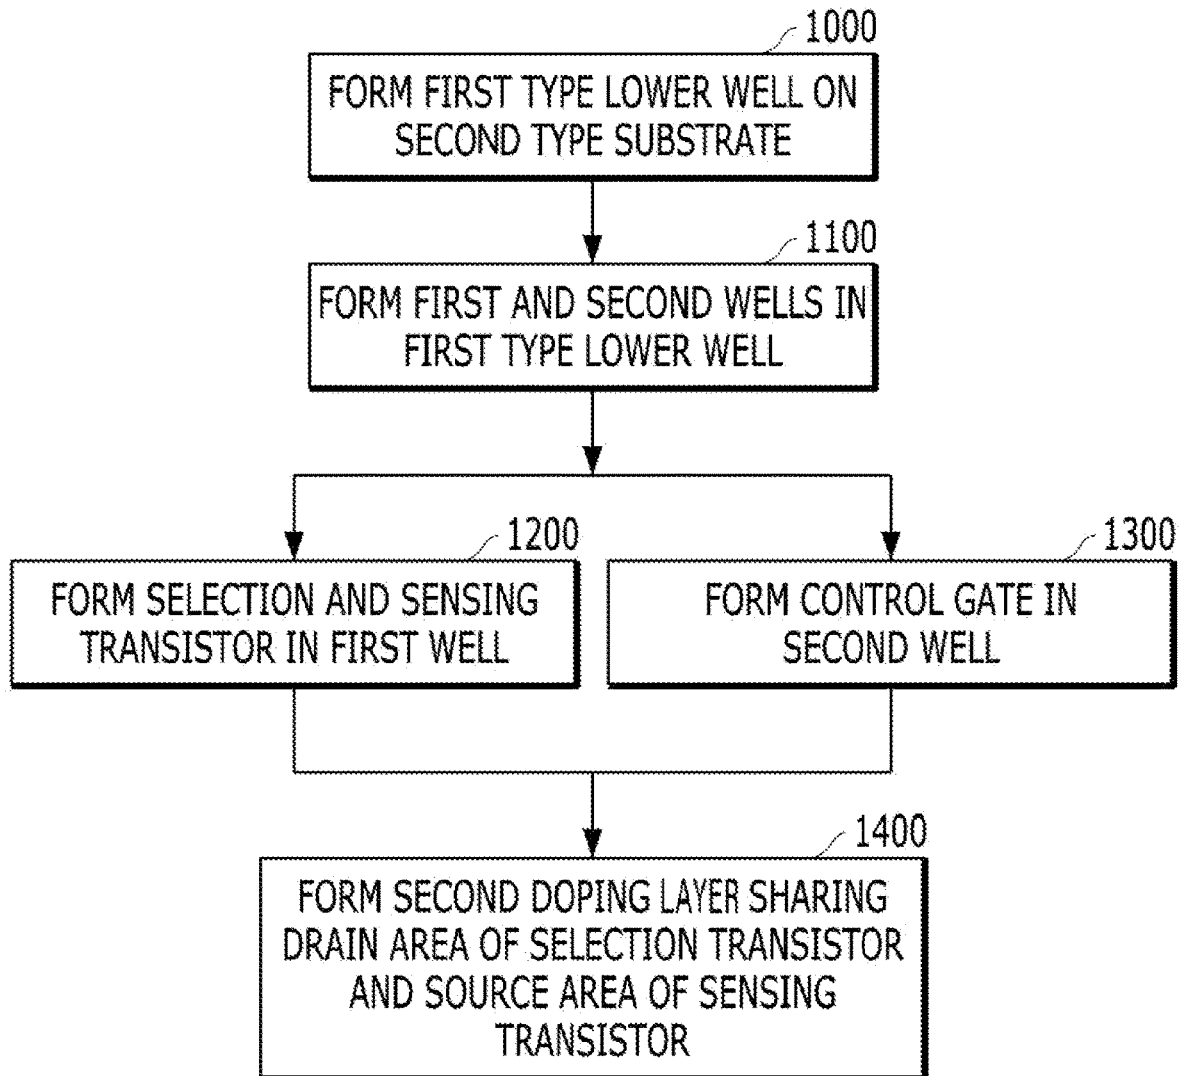 1000
FORM FIRST TYPE LOWER WELL ON
SECOND TYPE SUBSTRATE
1100
FORM FIRST AND SECOND WELLS IN
FIRST TYPE LOWER WELL
1200
FORM SELECTION AND SENSING
TRANSISTOR IN FIRST WELL
1300
FORM CONTROL GATE IN
SECOND WELL
1400
FORM SECOND DOPING LAYER SHARING
DRAIN AREA OF SELECTION TRANSISTOR
AND SOURCE AREA OF SENSING
TRANSISTOR